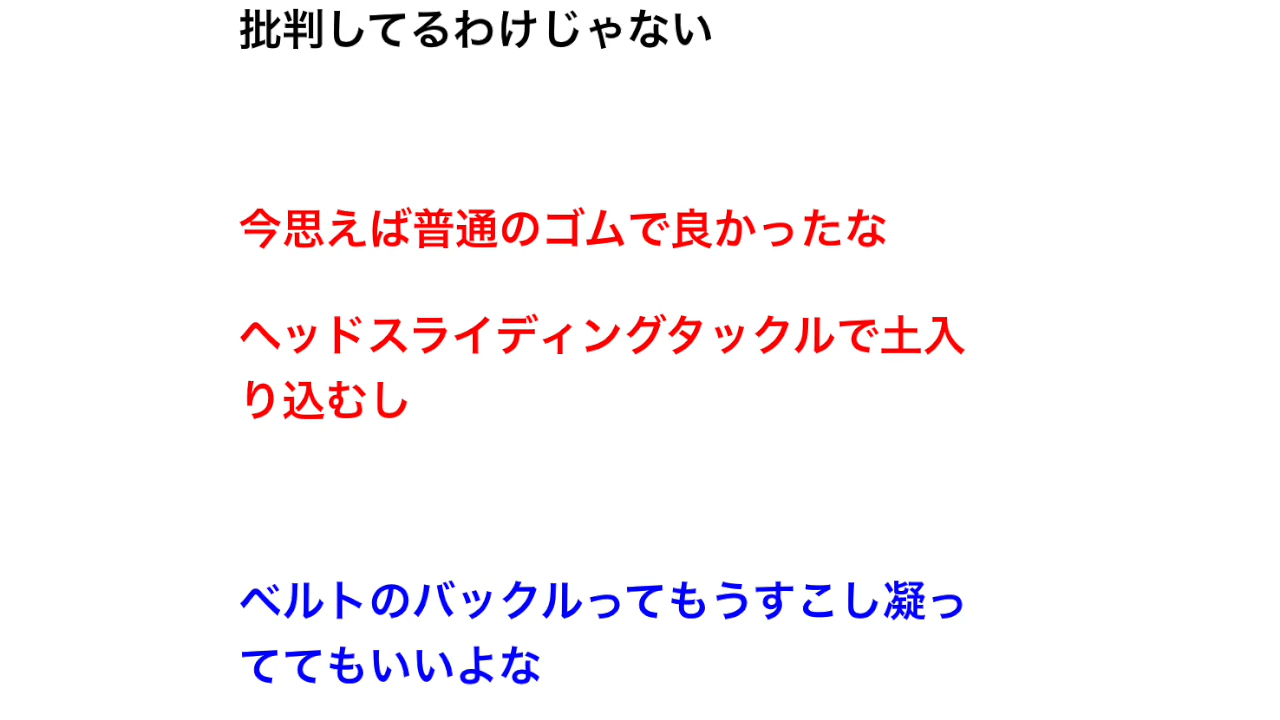 批判してるわけじゃない
今思えば普通のゴムで良かったな
ヘッドスライディングタックルで土入
り込むし
ベルトのバックルってもうすこし凝っ
ててもいいよな